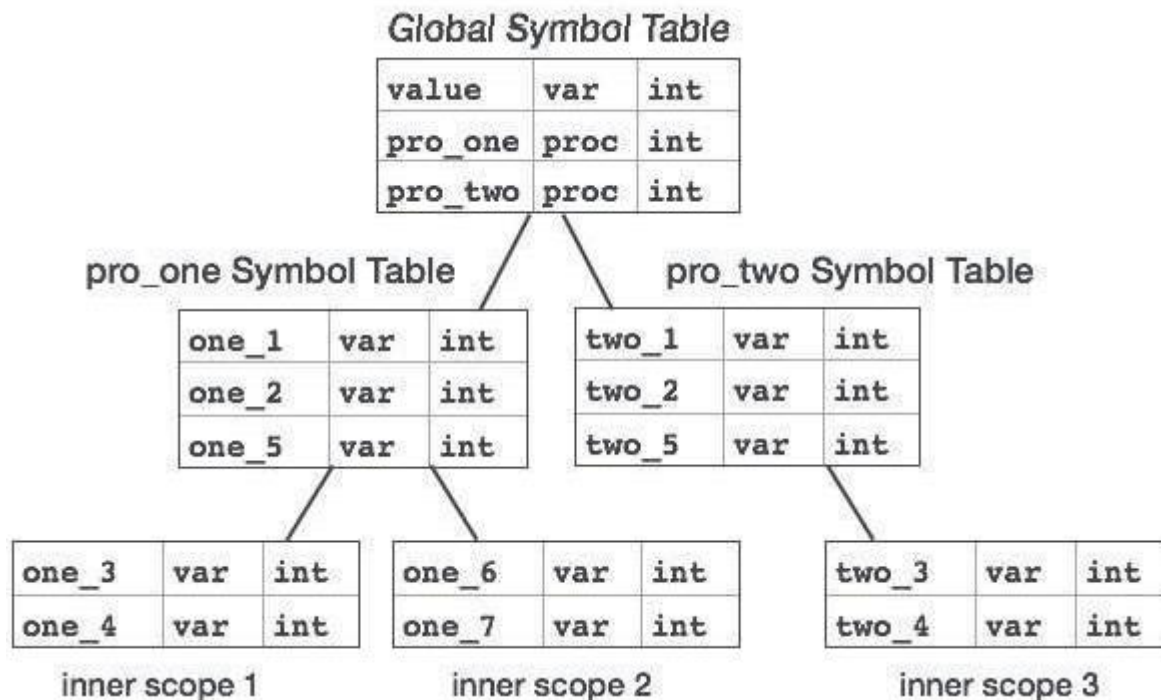 Global Symbol Table
value var int
pro_one proc int
pro_two proc int
pro_one Symbol Table
one_1 var int
one_2 var int
one_5 var int
pro_two Symbol Table
two_1 var int
two_2 var int
two_5 var int
one_3 var int
one_4 var int
inner scope 1
one_6 var int
one_7 var int
inner scope 2
two_3 var int
two_4 var int
inner scope 3